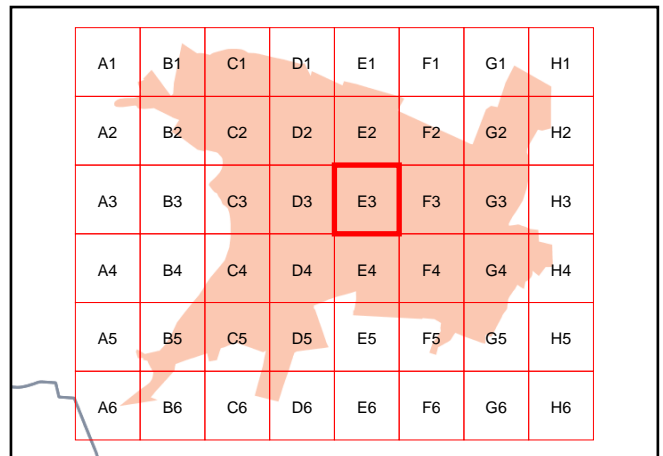 A1 B1 C1 D1 E1 F1 G1 H1
A2 B2 C2 D2 E2 F2 G2 H2
A3 B3 C3 D3 E3 F3 G3 H3
A4 B4 C4 D4 E4 F4 G4 H4
A5 B5 C5 D5 E5 F5 G5 H5
A6 B6 C6 D6 E6 F6 G6 H6